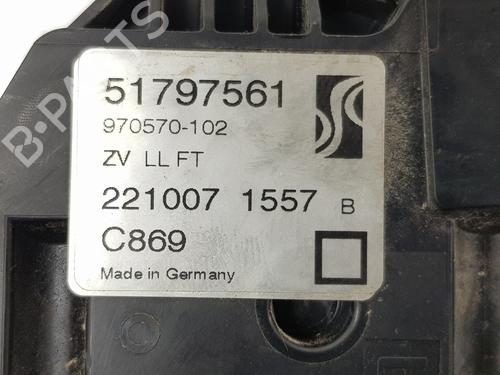 B-PARTS
51797561
970570-102
ZV LL FT
221007 1557 B
C869
Made in Germany